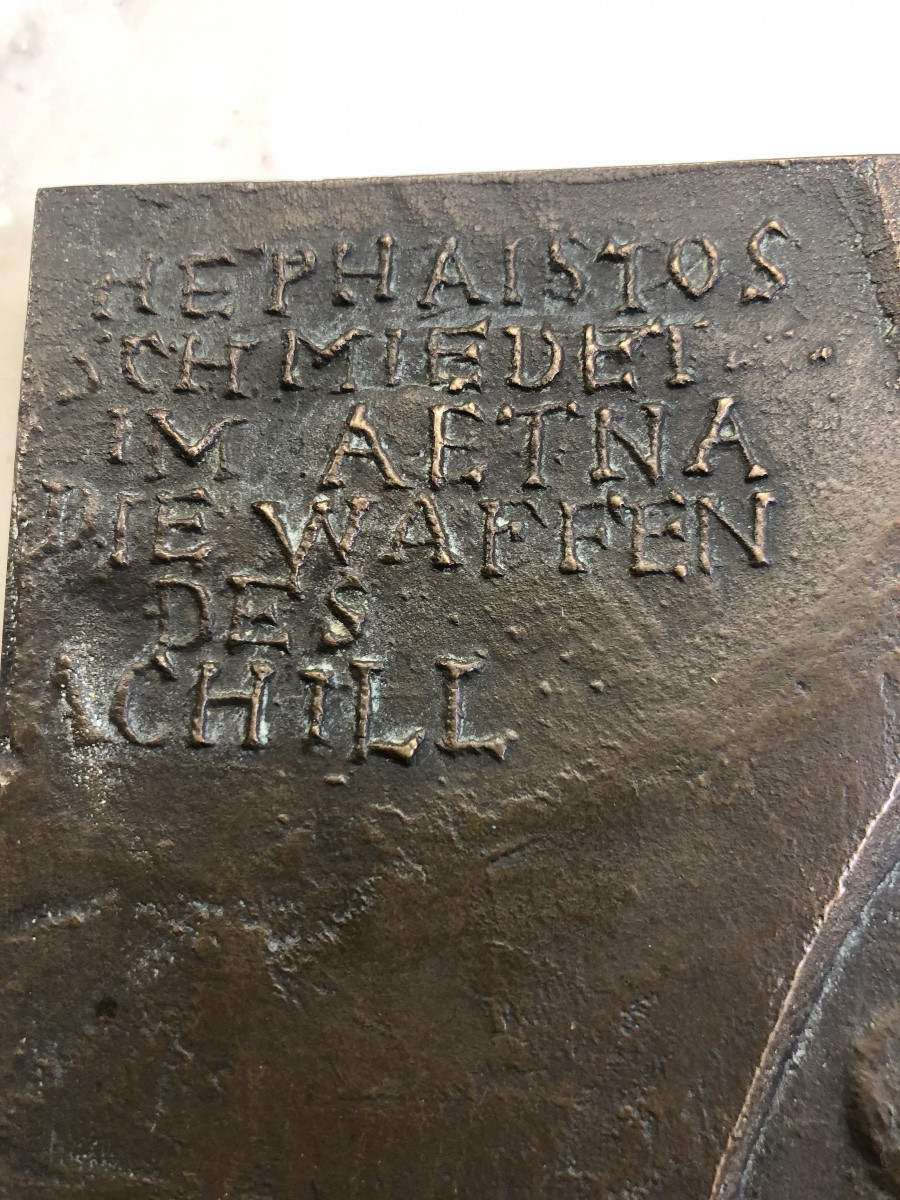 HEPHAISTOS
SCHMIEDET
IM AETNA
DIE WAFFEN
DES
ACHILL